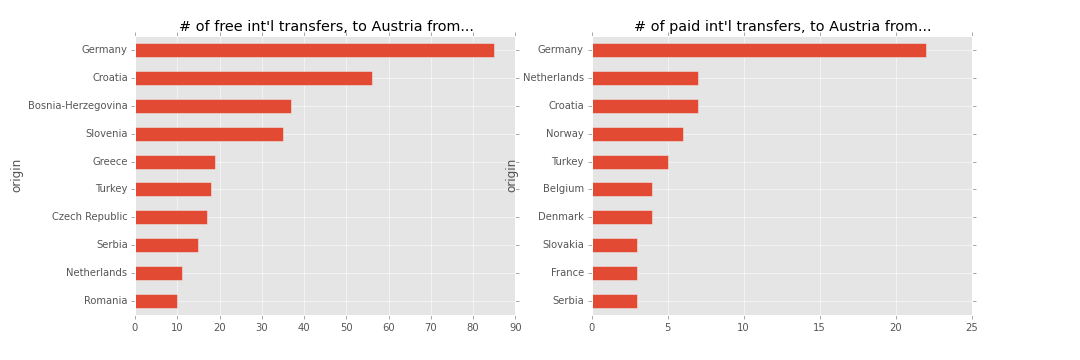 # of free int'l transfers, to Austria from...
origin
Germany
Croatia
Bosnia-Herzegovina
Slovenia
Greece
Turkey
Czech Republic
Serbia
Netherlands
Romania
0 10 20 30 40 50 60 70 80 90
# of paid int'l transfers, to Austria from...
origin
Germany
Netherlands
Croatia
Norway
Turkey
Belgium
Denmark
Slovakia
France
Serbia
0 5 10 15 20 25